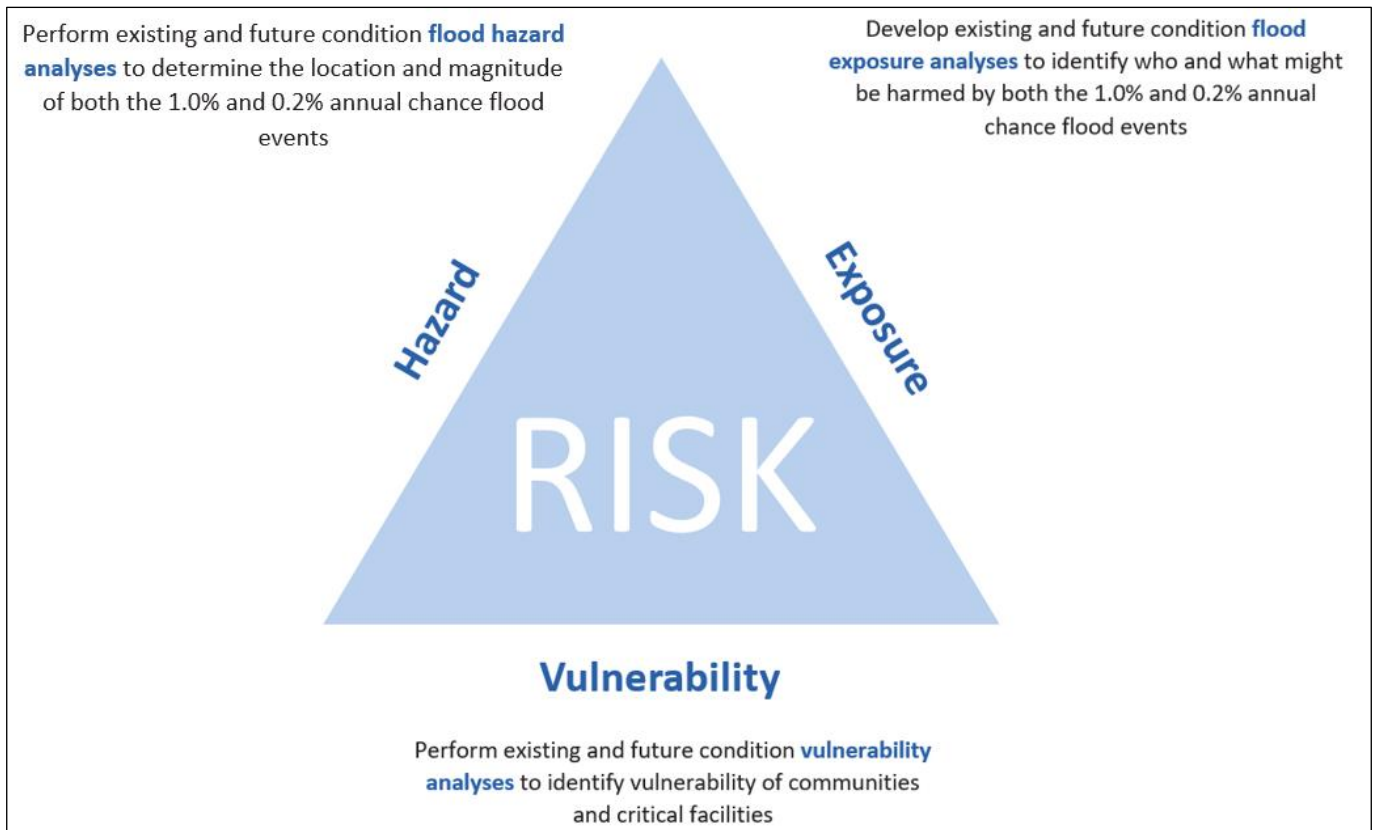 Perform existing and future condition flood hazard
analyses to determine the location and magnitude
of both the 1.0% and 0.2% annual chance flood
events
Develop existing and future condition flood
exposure analyses to identify who and what might
be harmed by both the 1.0% and 0.2% annual
chance flood events
Hazard
Exposure
RISK
Vulnerability
Perform existing and future condition vulnerability
analyses to identify vulnerability of communities
and critical facilities